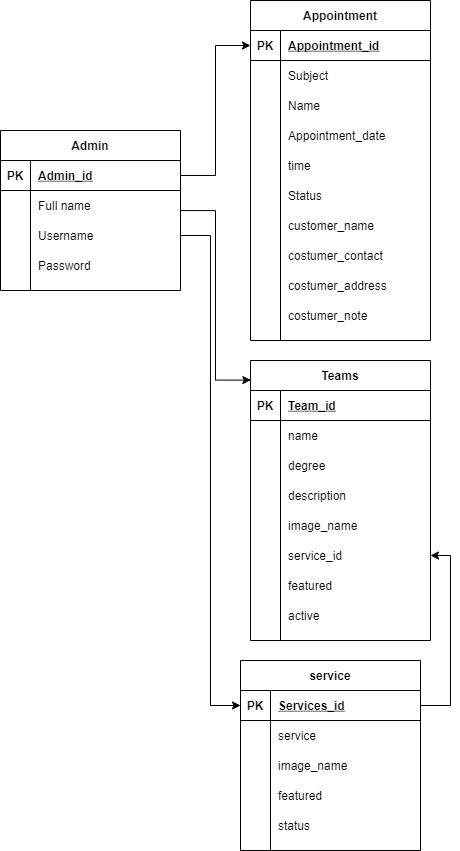 Appointment
PK Appointment_id
Subject
Name
Appointment_date
time
Status
customer_name
costumer_contact
costumer_address
costumer_note
Admin
PK Admin_id
Full name
Username
Password
Teams
PK Team_id
name
degree
description
image_name
service_id
featured
active
service
PK Services_id
service
image_name
featured
status